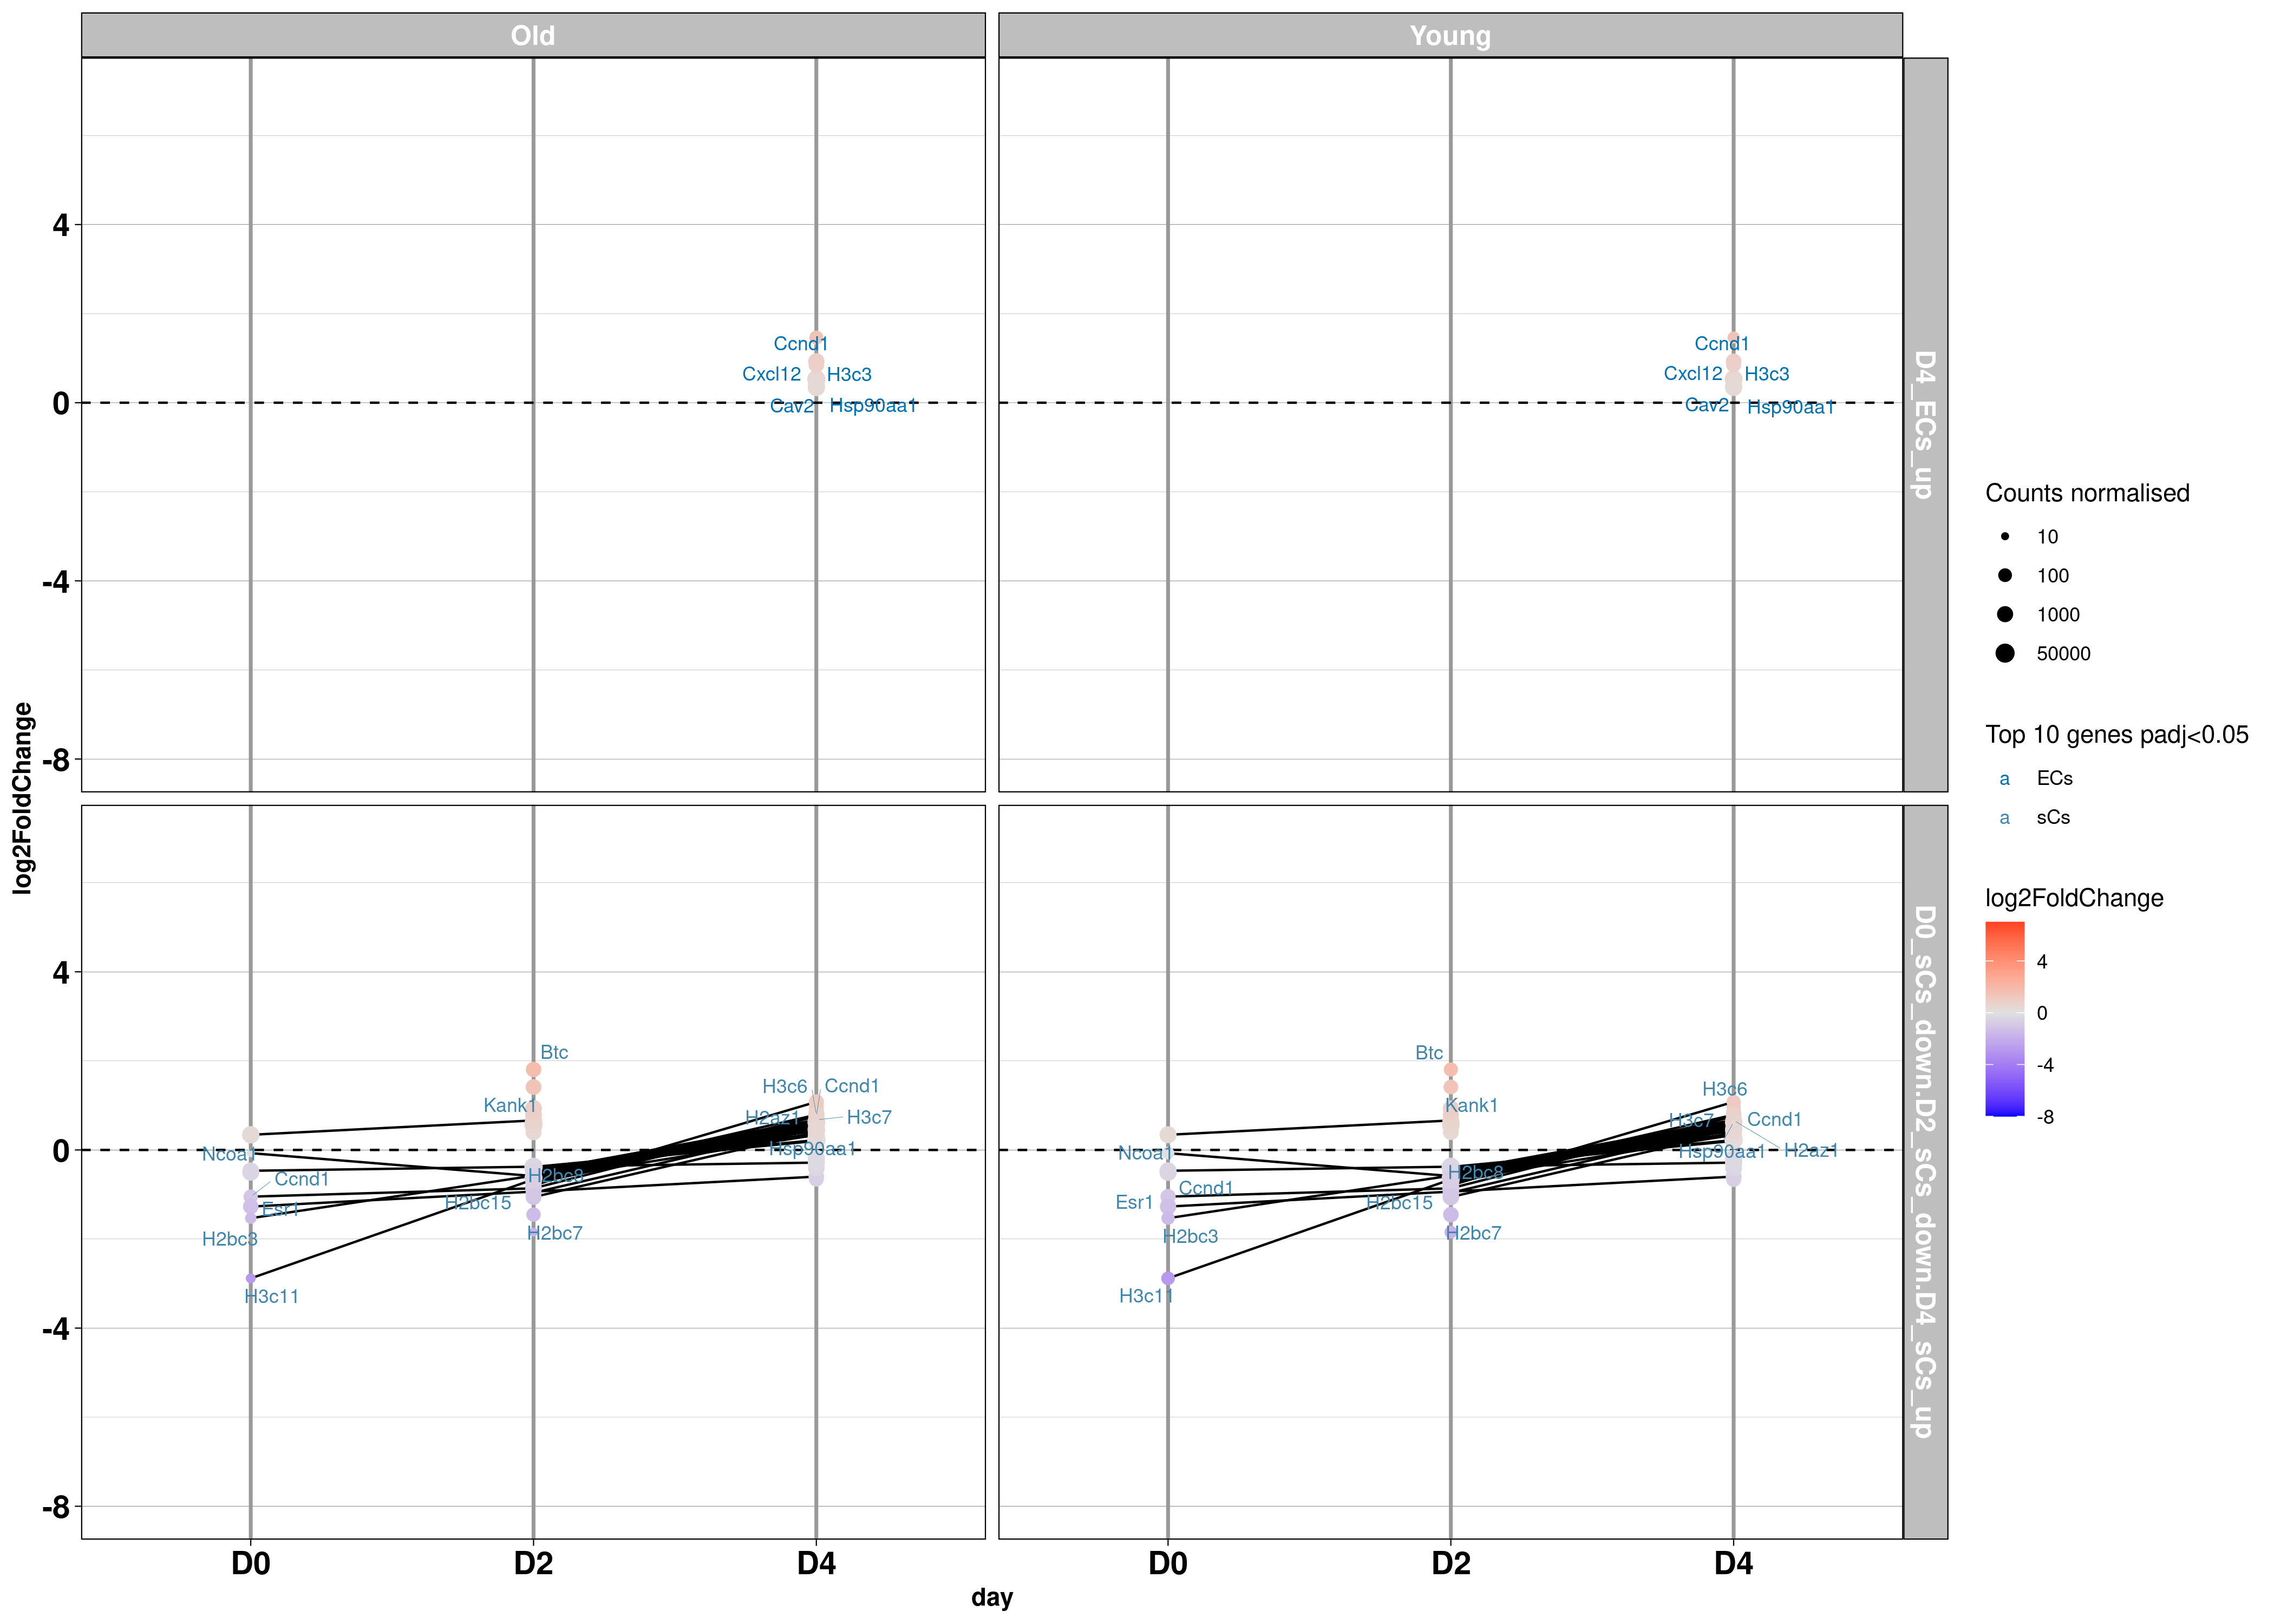 Old
Young
4
0
-4
-8
Ccnd1
Cxcl12
H3c3
Cav2
Hsp90aa1
Ccnd1
Cxcl12
H3c3
Cav2
Hsp90aa1
D4_ECs_up
log2FoldChange
4
0
-4
-8
Btc
Kank1
Ncoa1
Ccnd1
Esr1
H2bc3
H3c11
H2bc8
H2bc15
H2bc7
H3c6
Ccnd1
H2az1
H3c7
Hsp90aa1
Btc
Kank1
Ncoa1
Ccnd1
Esr1
H2bc3
H3c11
H2bc8
H2bc15
H2bc7
H3c6
H3c7
Ccnd1
Hsp90aa1
H2az1
D0_sCs_down.D2_sCs_down.D4_sCs_up
D0
D2
D4
D0
D2
D4
day
Counts normalised
10
100
1000
50000
Top 10 genes padj<0.05
a ECs
a sCs
log2FoldChange
4
0
-4
-8